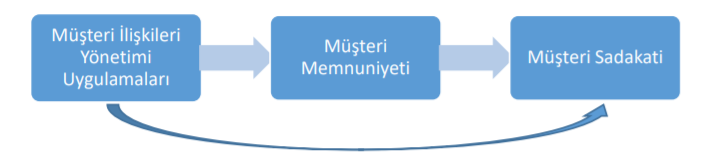 Müşteri İlişkileri
Yönetimi
Uygulamaları
Müşteri
Memnuniyeti
Müşteri Sadakati